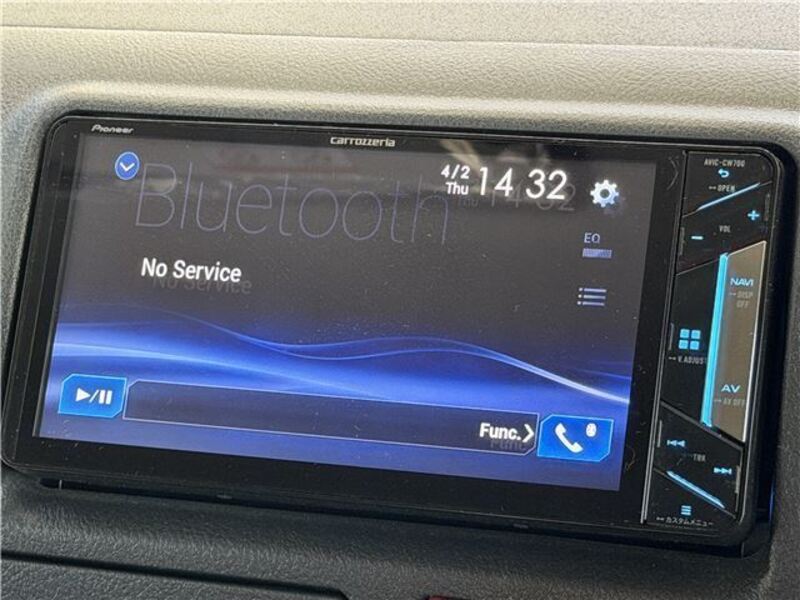 Pioneer
carrozzeria
AVIC-CW700
OPEN
Bluetooth
4/2
Thu
14 32
VOL
EQ
No Service
NAVI
DISP
OFF
V.ADJUST
AV
AV OFF
Func.
TRK
カスタムメニュー